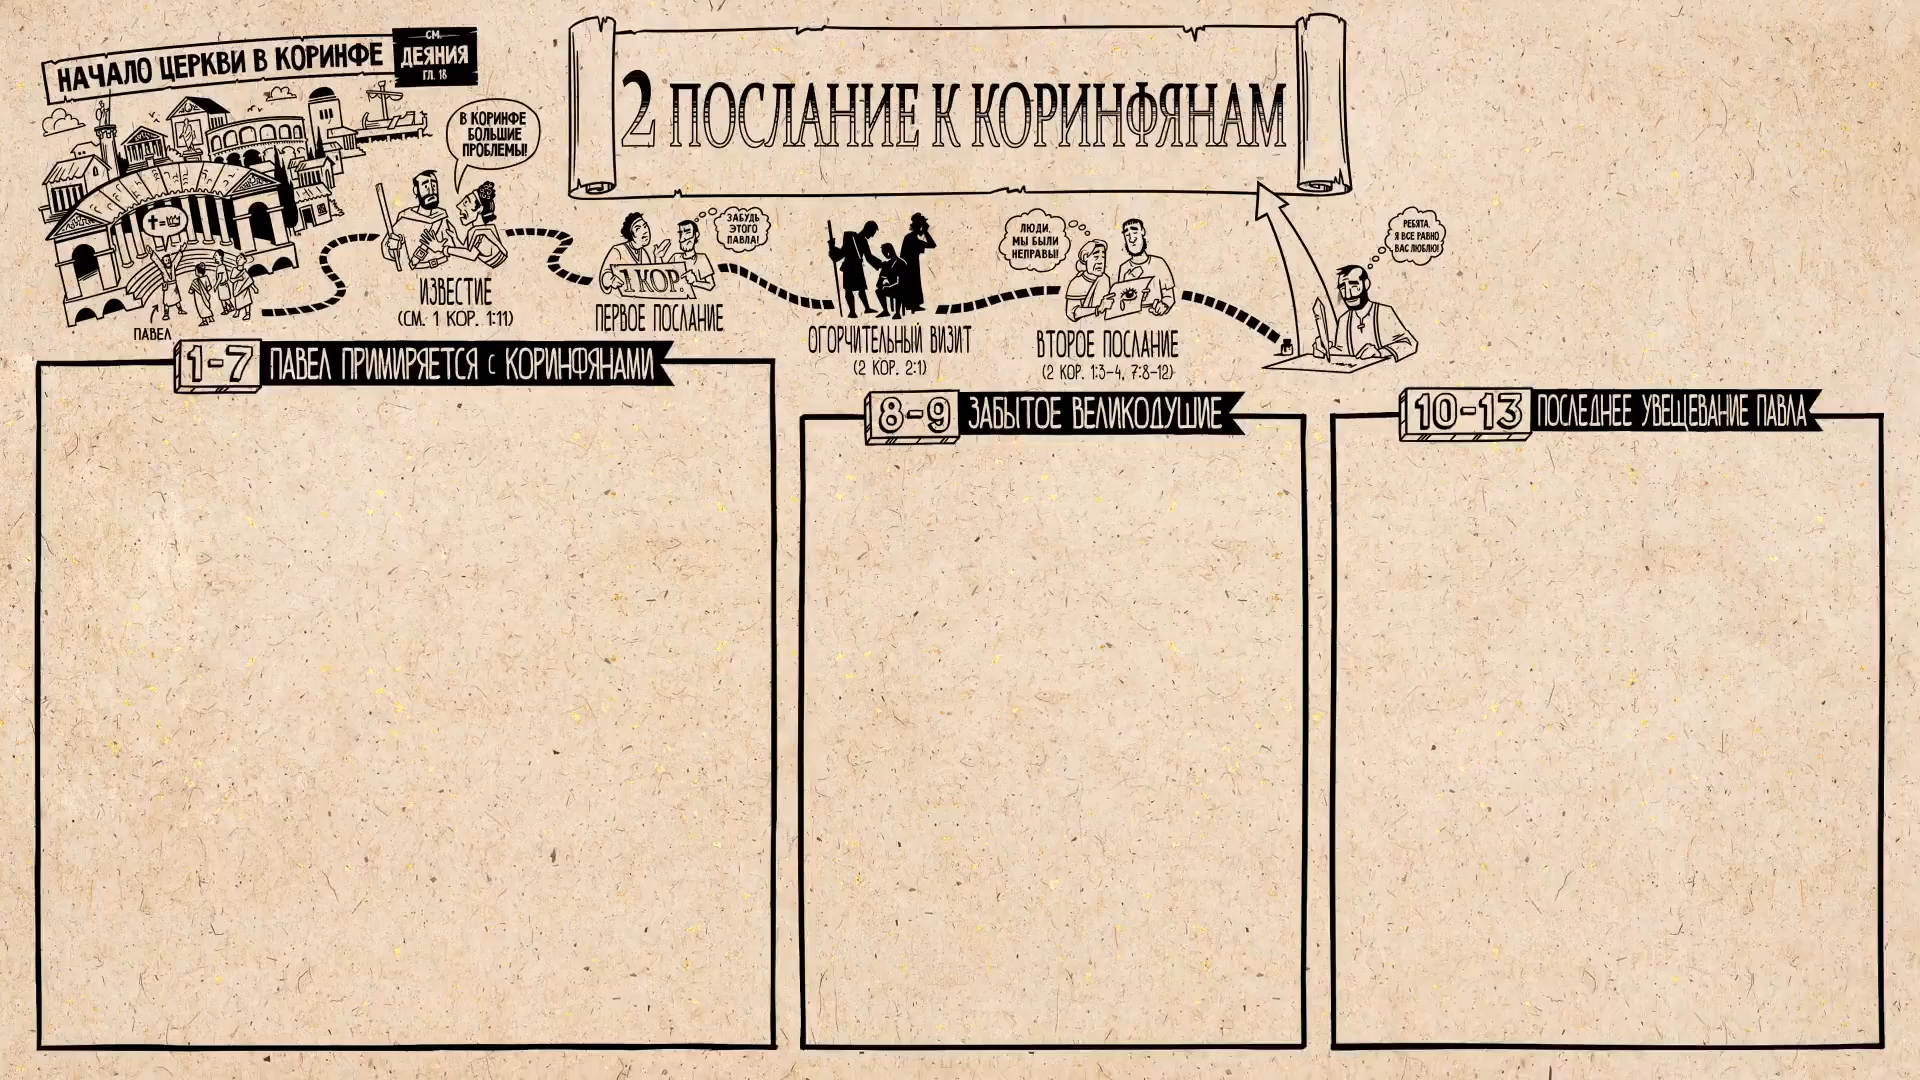 НАЧАЛО ЦЕРКВИ В КОРИНФЕ
СМ.
ДЕЯНИЯ
ГЛ. 18
2 ПОСЛАНИЕ К КОРИНФЯНАМ
В КОРИНФЕ
БОЛЬШИЕ
ПРОБЛЕМЫ!
ПАВЕЛ
ИЗВЕСТИЕ
(СМ. 1 КОР. 1:11)
ЗАБУДЬ
ЭТОГО
ПАВЛА!
1 КОР.
ПЕРВОЕ ПОСЛАНИЕ
ОГОРЧИТЕЛЬНЫЙ ВИЗИТ
(2 КОР. 2:1)
ЛЮДИ,
МЫ БЫЛИ
НЕПРАВЫ!
ВТОРОЕ ПОСЛАНИЕ
(2 КОР. 1:3-4, 7:8-12)
РЕБЯТА,
Я ВСЕ РАВНО
ВАС ЛЮБЛЮ!
1-7 ПАВЕЛ ПРИМИРЯЕТСЯ С КОРИНФЯНАМИ
8-9 ЗАБЫТОЕ ВЕЛИКОДУШИЕ
10-13 ПОСЛЕДНЕЕ УВЕЩЕВАНИЕ ПАВЛА